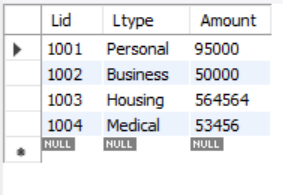 Lid Ltype Amount
1001 Personal 95000
1002 Business 50000
1003 Housing 564564
1004 Medical 53456
NULL NULL NULL